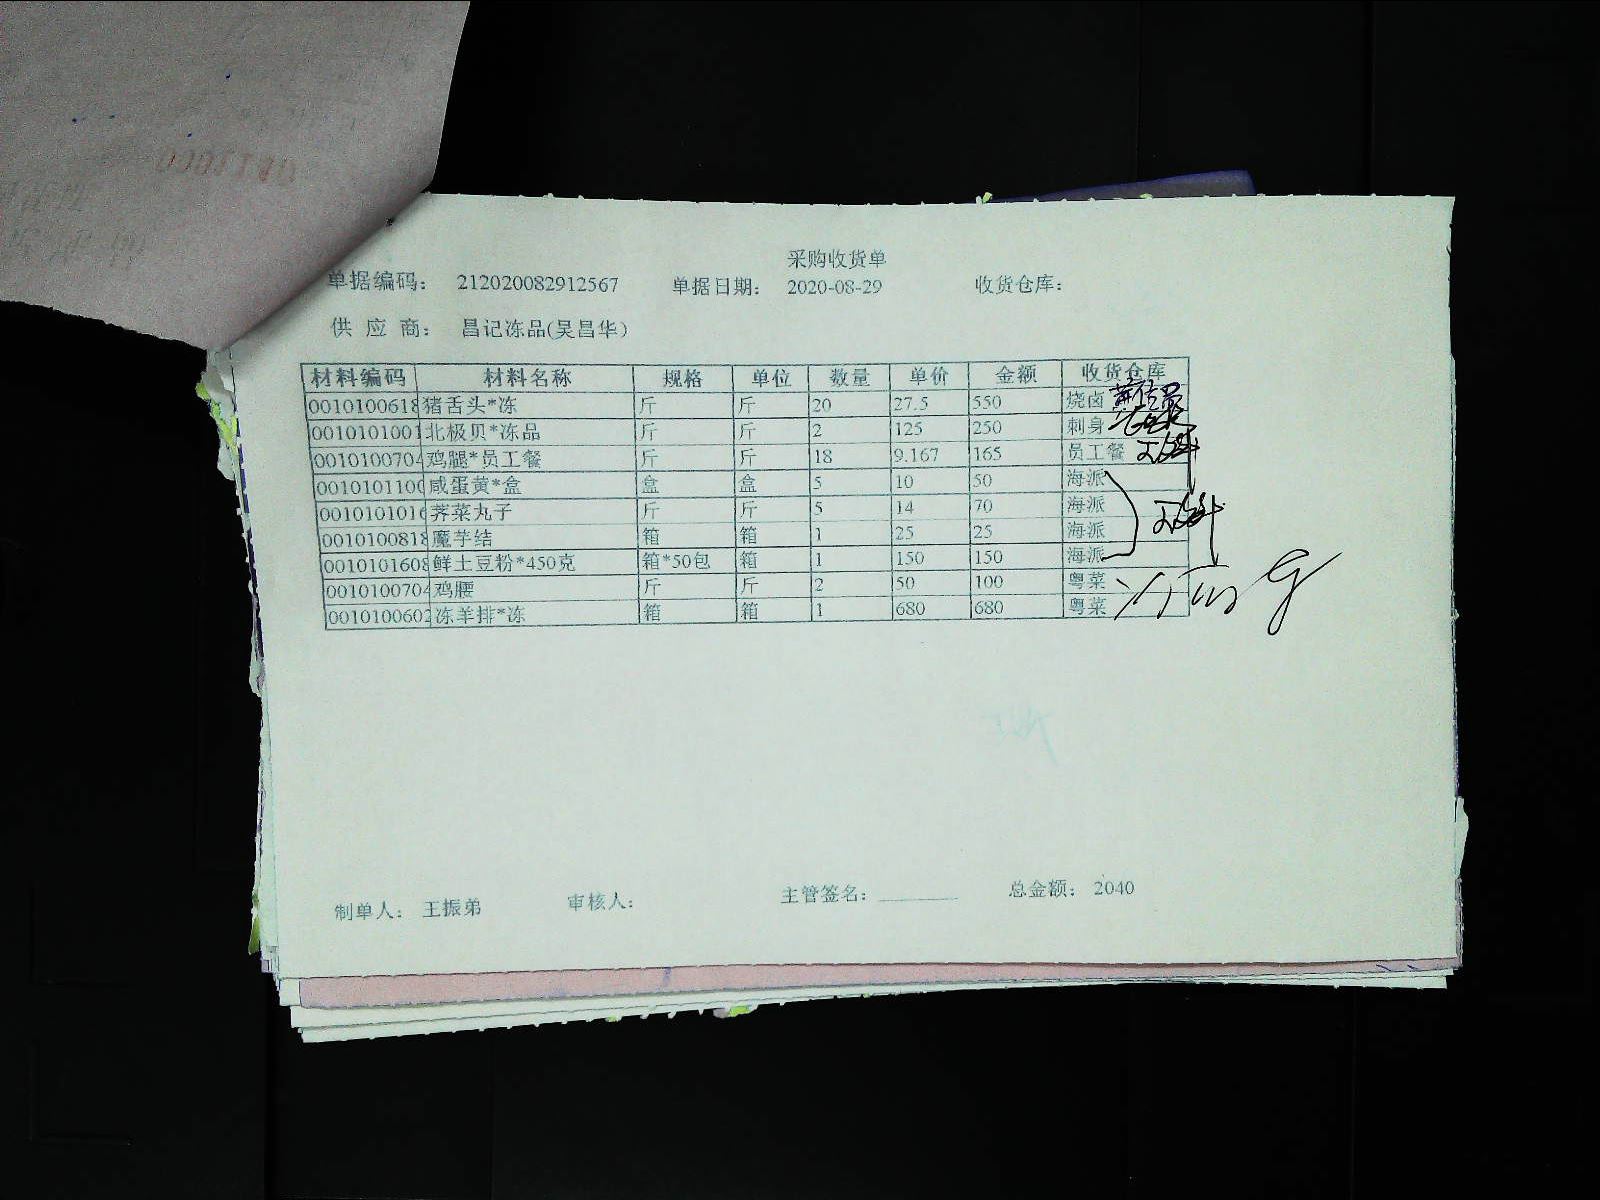 采购收货单
单据编码： 212020082912567 单据日期： 2020-08-29 收货仓库：
供 应 商： 昌记冻品(吴昌华)
材料编码 材料名称 规格 单位 数量 单价 金额 收货仓库
0010100618 猪舌头*冻 斤 斤 20 27.5 550 烧卤
0010101001 北极贝*冻品 斤 斤 2 125 250 刺身
001010070 鸡腿*员工餐 斤 斤 18 9.167 165 员工餐
001010110 咸蛋黄*盒 盒 盒 5 10 50 海派
001010101 荠菜丸子 斤 斤 5 14 70 海派
001010081 魔芋结 箱 箱 1 25 25 海派
001010160 鲜土豆粉*450克 箱*50包 箱 1 150 150 海派
001010070 鸡腰 斤 斤 2 50 100 粤菜
001010060 冻羊排*冻 箱 箱 1 680 680 粤菜
制单人： 王振弟 审核人： 主管签名： 总金额： 2040